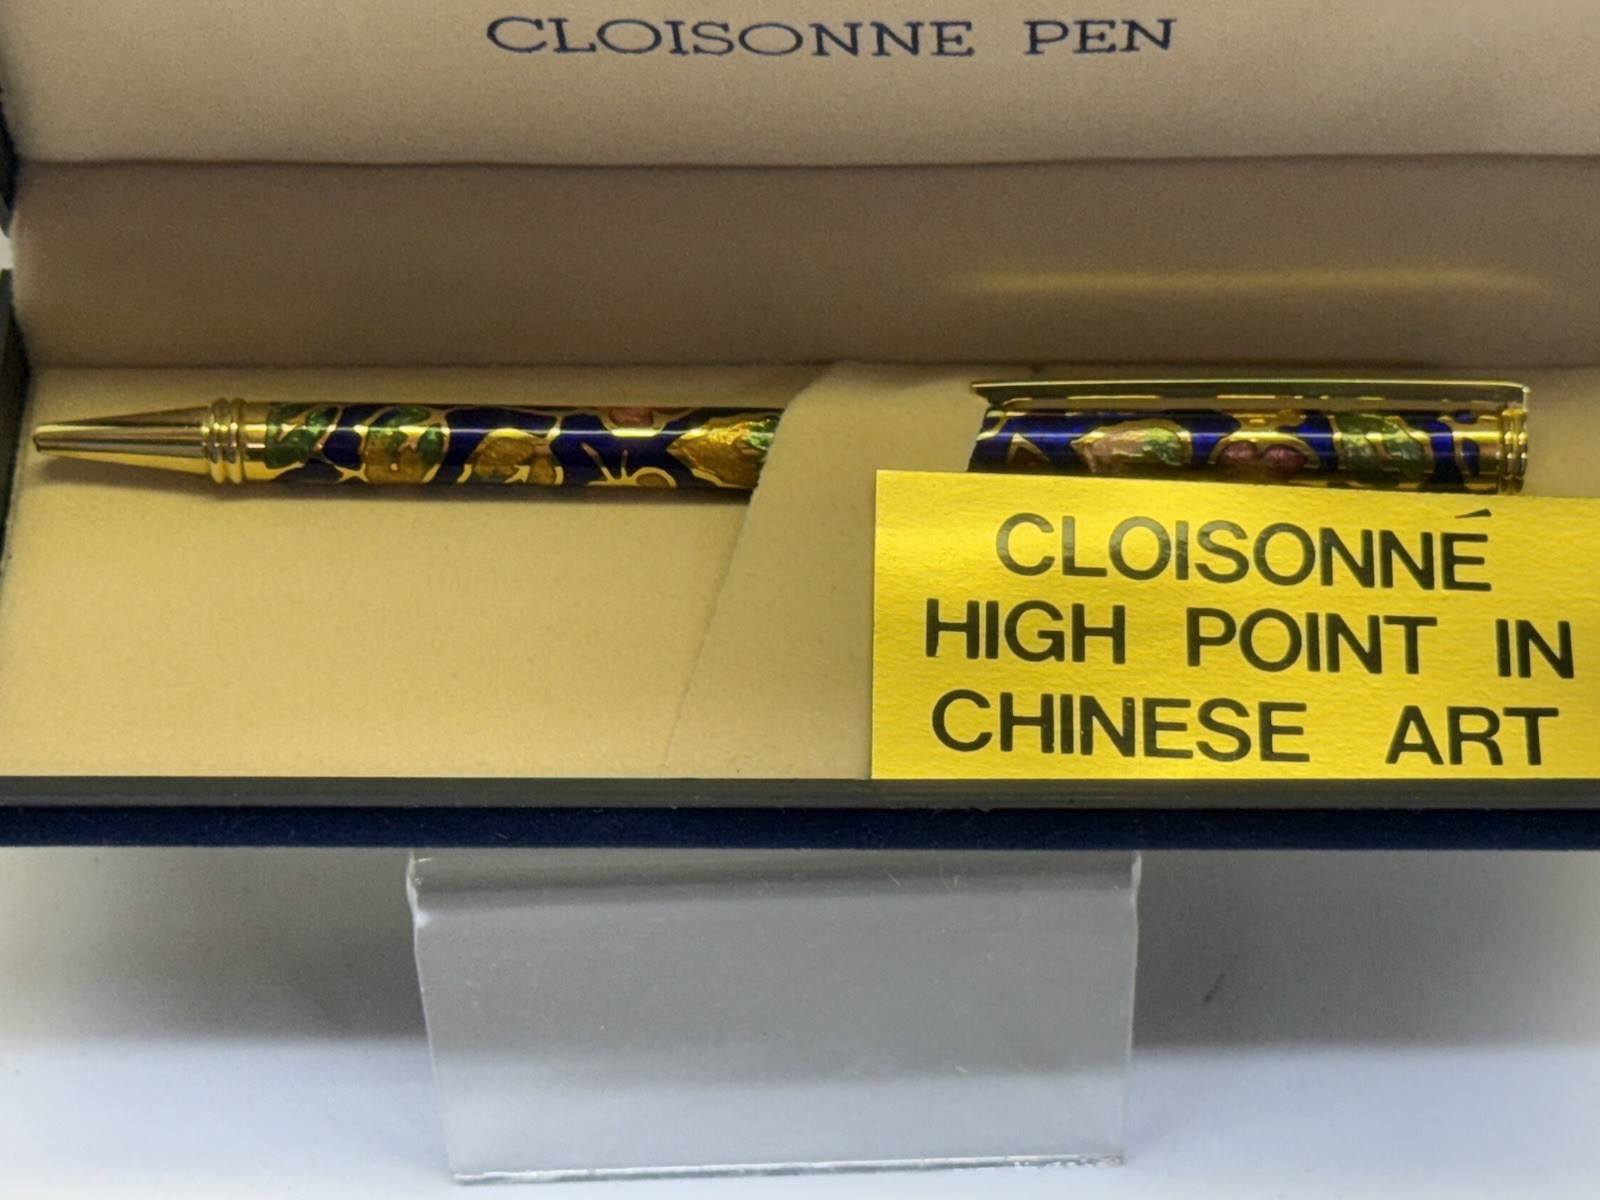 CLOISONNE PEN
CLOISONNÉ
HIGH POINT IN
CHINESE ART